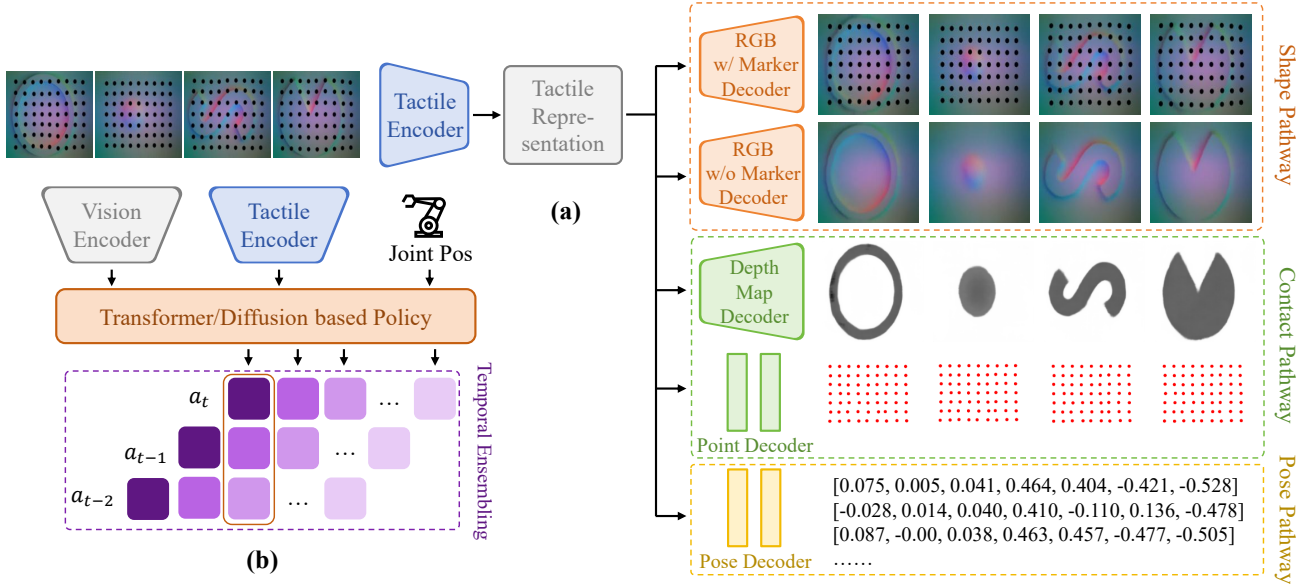 Tactile
Encoder
Tactile
Repre-
sentation
(a)
Vision
Encoder
Tactile
Encoder
Joint Pos
Transformer/Diffusion based Policy
a_t
...
a_{t-1}
...
a_{t-2}
...
Temporal Ensembling
(b)
RGB
w/ Marker
Decoder
RGB
w/o Marker
Decoder
Shape Pathway
Depth
Map
Decoder
Point Decoder
Contact Pathway
Pose Decoder
[0.075, 0.005, 0.041, 0.464, 0.404, -0.421, -0.528]
[-0.028, 0.014, 0.040, 0.410, -0.110, 0.136, -0.478]
[0.087, -0.00, 0.038, 0.463, 0.457, -0.477, -0.505]
......
Pose Pathway